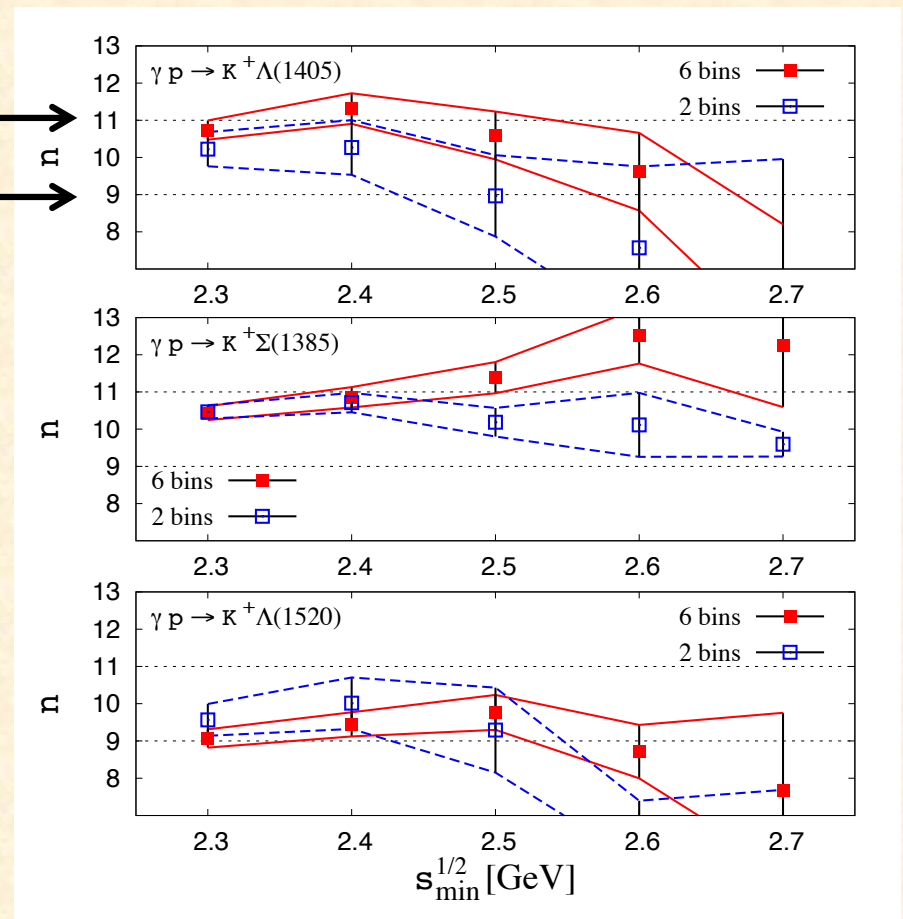 13
γ p → K⁺Λ(1405)
6 bins
12
2 bins
11
n
10
9
8
2.3 2.4 2.5 2.6 2.7
13
γ p → K⁺Σ(1385)
12
11
n
10
9
6 bins
8
2 bins
2.3 2.4 2.5 2.6 2.7
13
γ p → K⁺Λ(1520)
6 bins
12
2 bins
11
n
10
9
8
2.3 2.4 2.5 2.6 2.7
s_min^1/2 [GeV]